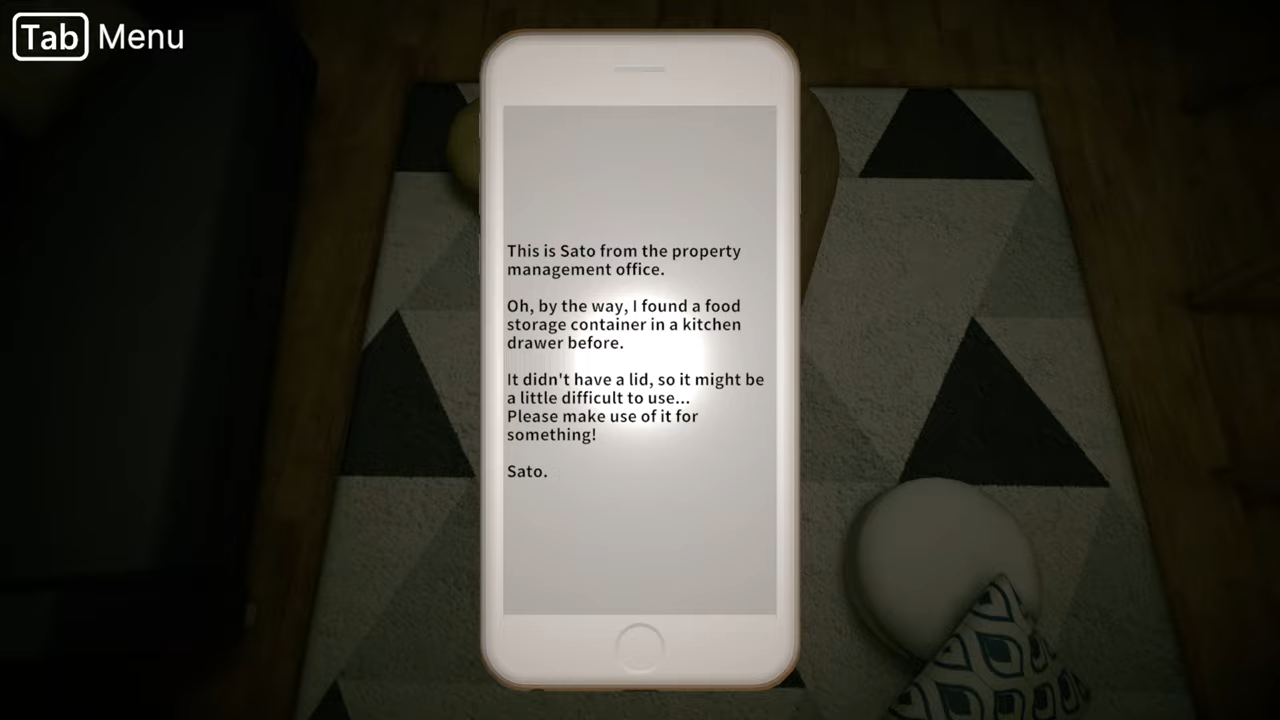 Tab Menu
This is Sato from the property
management office.
Oh, by the way, I found a food
storage container in a kitchen
drawer before.
It didn't have a lid, so it might be
a little difficult to use...
Please make use of it for
something!
Sato.